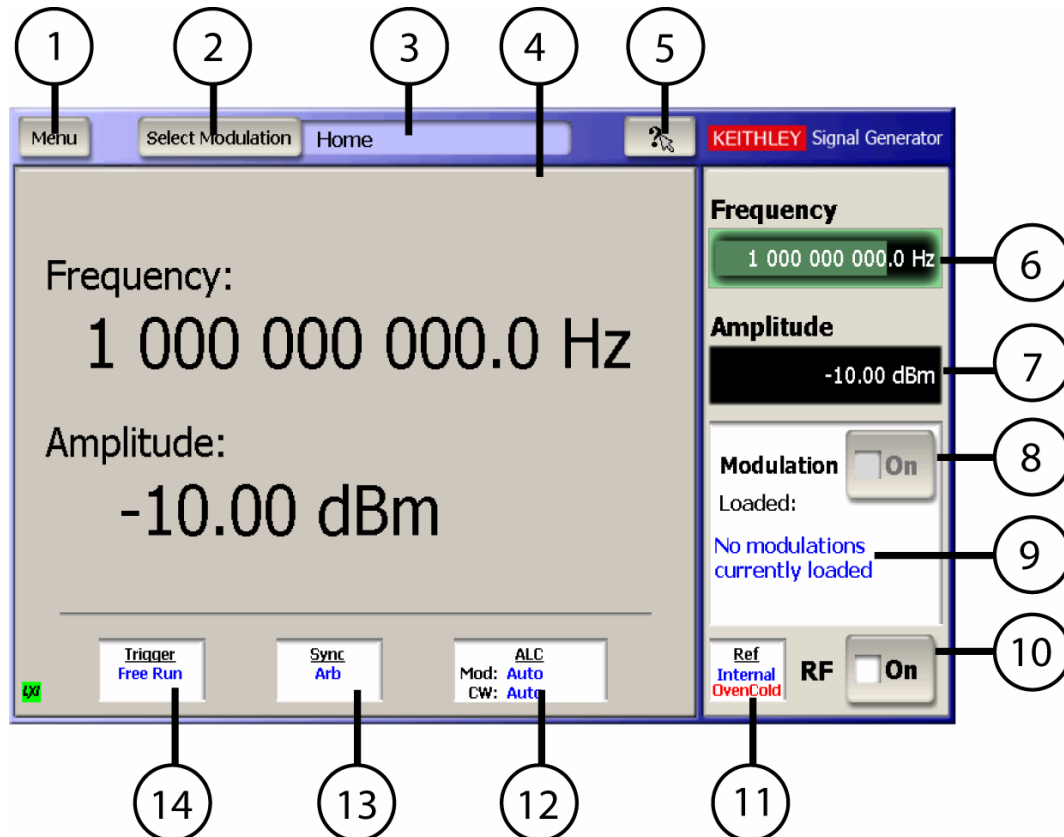 1 2 3 4 5
Menu Select Modulation Home ? KEITHLEY Signal Generator
Frequency
1 000 000 000.0 Hz 6
Frequency:
1 000 000 000.0 Hz
Amplitude
-10.00 dBm 7
Amplitude:
-10.00 dBm
Modulation On 8
Loaded:
No modulations
currently loaded 9
Trigger
Free Run
Sync
Arb
ALC
Mod: Auto
CW: Auto
Ref
Internal
OvenCold
RF On 10
LXI
14 13 12 11